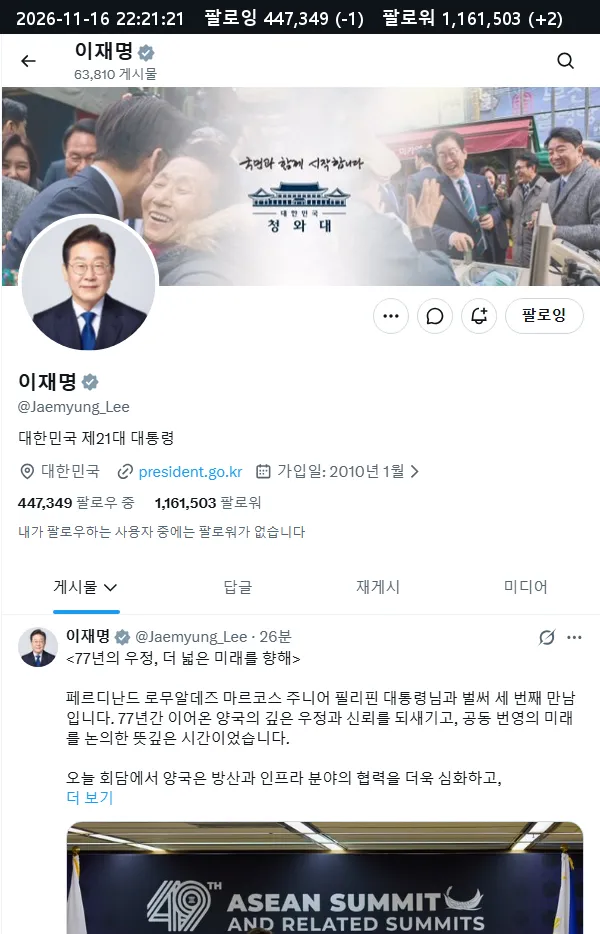 2026-11-16 22:21:21 팔로잉 447,349 (-1) 팔로워 1,161,503 (+2)
이재명
63,810 게시물
국민과 함께 시작합니다
대한민국
청와대
팔로잉
이재명
@Jaemyung_Lee
대한민국 제21대 대통령
대한민국 president.go.kr 가입일: 2010년 1월
447,349 팔로우 중 1,161,503 팔로워
내가 팔로우하는 사용자 중에는 팔로워가 없습니다
게시물 답글 재게시 미디어
이재명 @Jaemyung_Lee · 26분
<77년의 우정, 더 넓은 미래를 향해>
페르디난드 로무알데즈 마르코스 주니어 필리핀 대통령님과 벌써 세 번째 만남
입니다. 77년간 이어온 양국의 깊은 우정과 신뢰를 되새기고, 공동 번영의 미래
를 논의한 뜻깊은 시간이었습니다.
오늘 회담에서 양국은 방산과 인프라 분야의 협력을 더욱 심화하고,
더 보기
49TH ASEAN SUMMIT
AND RELATED SUMMITS